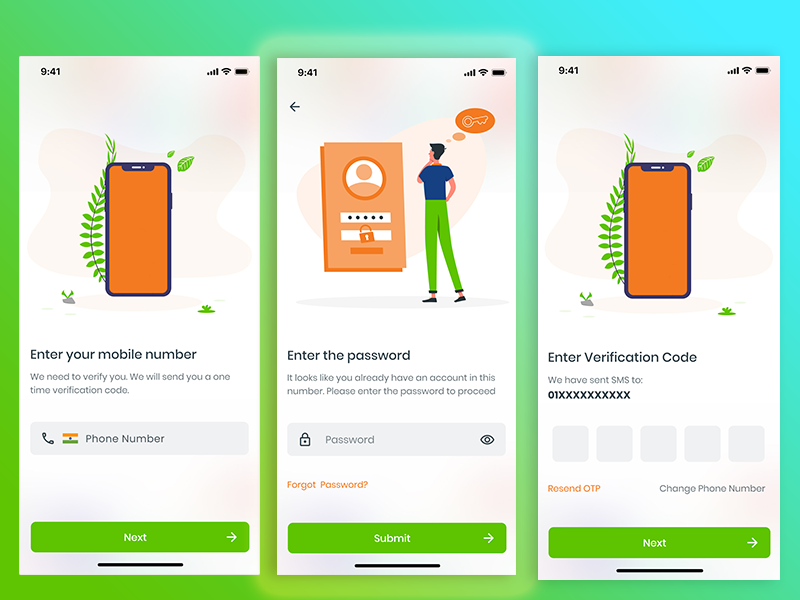 9:41
Enter your mobile number
We need to verify you. We will send you a one
time verification code.
Phone Number
Next
9:41
Enter the password
It looks like you already have an account in this
number. Please enter the password to proceed
Password
Forgot Password?
Submit
9:41
Enter Verification Code
We have sent SMS to:
01XXXXXXXXXX
Resend OTP
Change Phone Number
Next